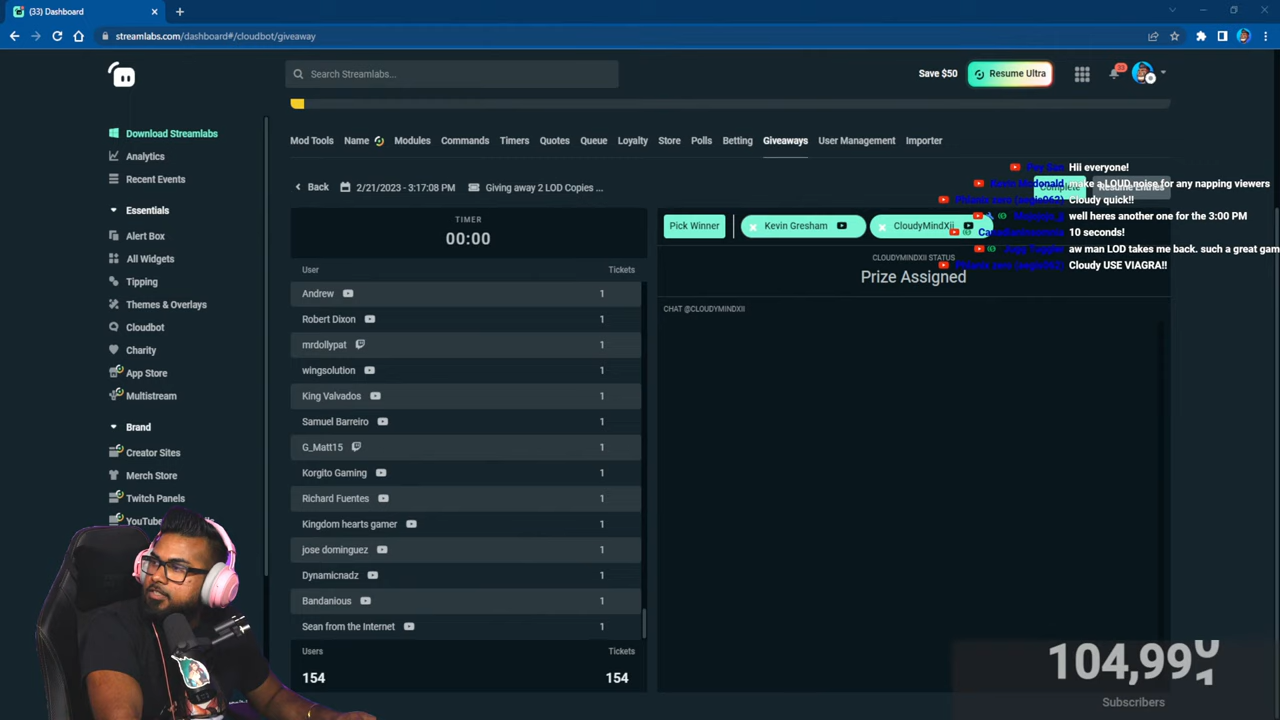 (33) Dashboard
streamlabs.com/dashboard#/cloudbot/giveaway
Search Streamlabs...
Save $50
Resume Ultra
Download Streamlabs
Analytics
Recent Events
Essentials
Alert Box
All Widgets
Tipping
Themes & Overlays
Cloudbot
Charity
App Store
Multistream
Brand
Creator Sites
Merch Store
Twitch Panels
Mod Tools Name Modules Commands Timers Quotes Queue Loyalty Store Polls Betting Giveaways User Management Importer
Back 2/21/2023 - 3:17:08 PM Giving away 2 LOD Copies ...
Complete Resume Entries
TIMER
00:00
User Tickets
Andrew 1
Robert Dixon 1
mrdollypat 1
wingsolution 1
King Valvados 1
Samuel Barreiro 1
G_Matt15 1
Korgito Gaming 1
Richard Fuentes 1
Kingdom hearts gamer 1
jose dominguez 1
Dynamicnadz 1
Bandanious 1
Sean from the Internet 1
Users Tickets
154 154
Pick Winner Kevin Gresham CloudyMindXii
CLOUDYMINDXII STATUS
Prize Assigned
CHAT @CLOUDYMINDXII
Hii everyone!
make a LOUD noise for any napping viewers
Cloudy quick!!
well heres another one for the 3:00 PM
10 seconds!
aw man LOD takes me back. such a great gam
Cloudy USE VIAGRA!!
104,99
Subscribers